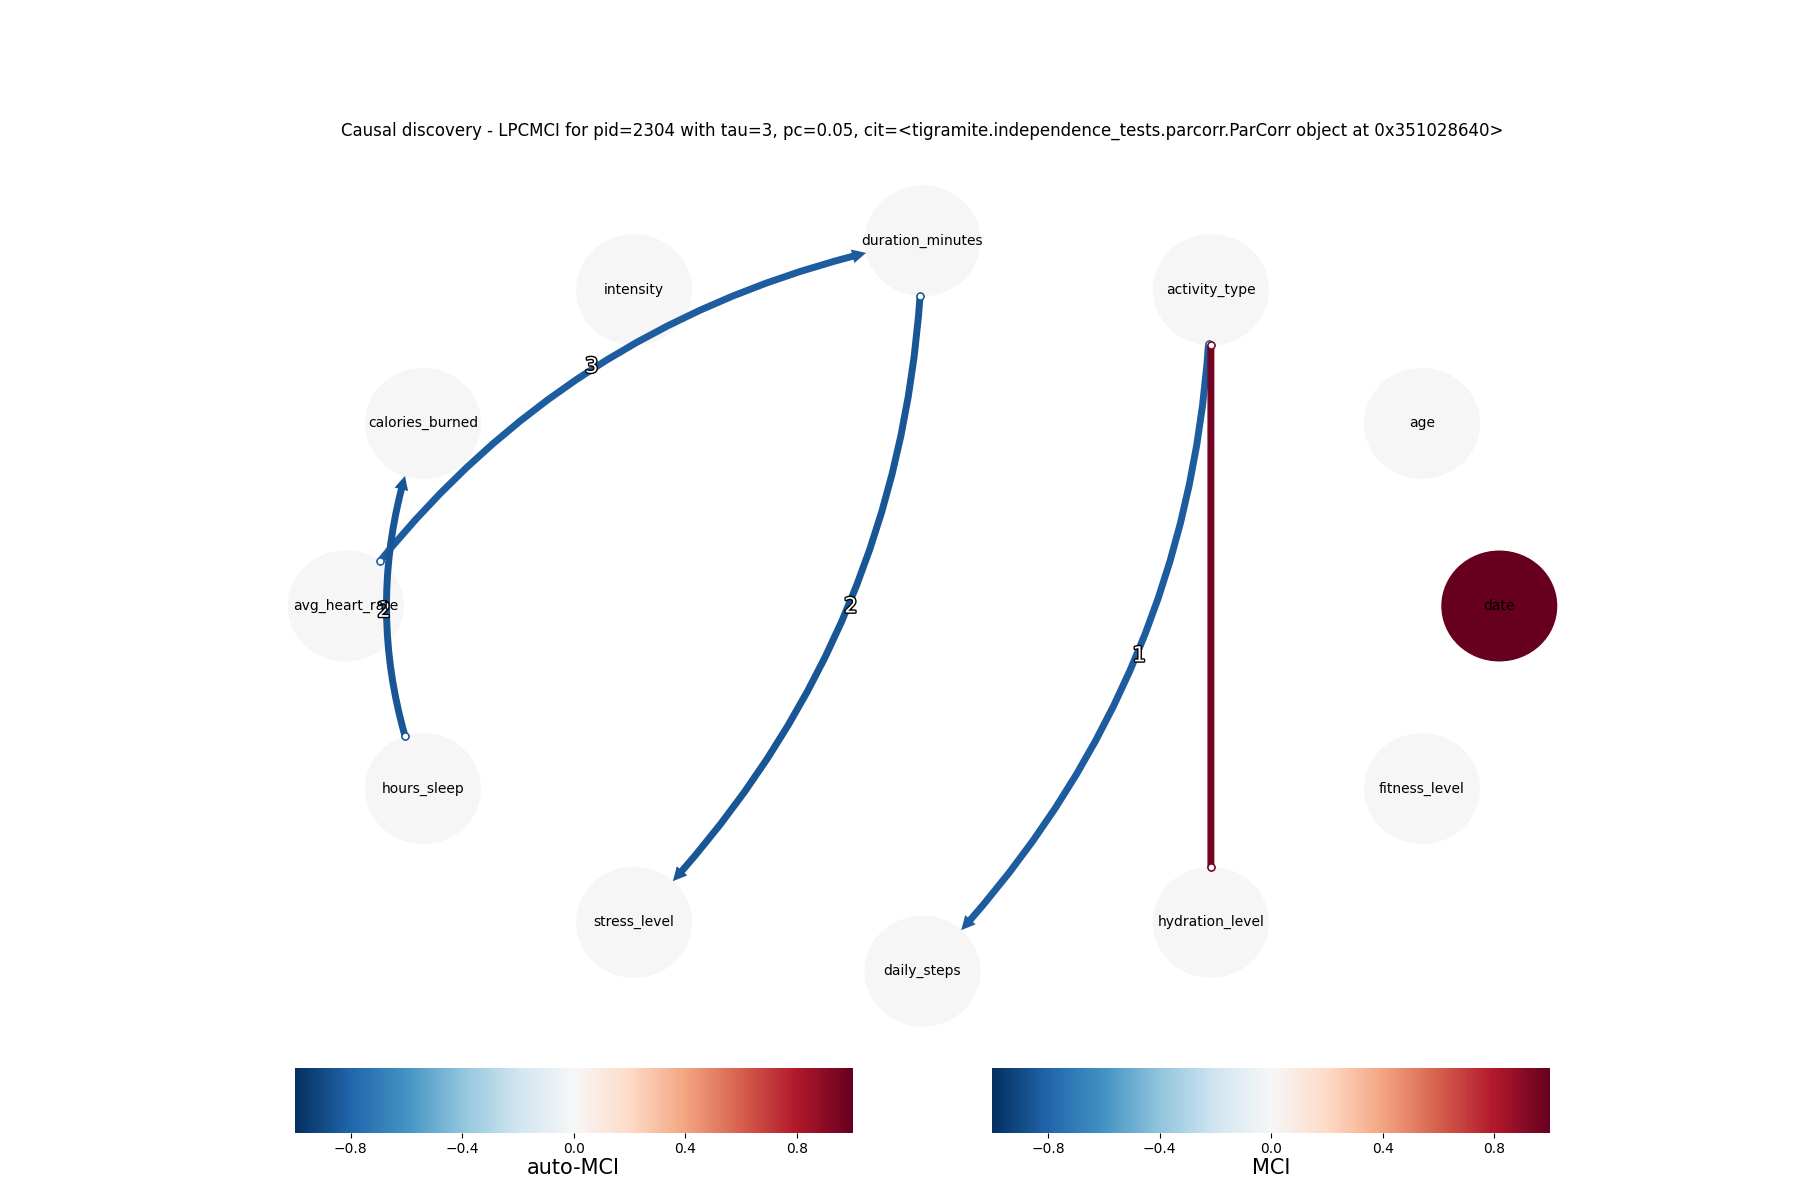 Causal discovery - LPCMCI for pid=2304 with tau=3, pc=0.05, cit=<tigramite.independence_tests.parcorr.ParCorr object at 0x351028640>
duration_minutes
intensity
activity_type
3
calories_burned
age
avg_heart_rate
2
2
date
1
hours_sleep
fitness_level
stress_level
hydration_level
daily_steps
−0.8 −0.4 0.0 0.4 0.8
auto-MCI
−0.8 −0.4 0.0 0.4 0.8
MCI